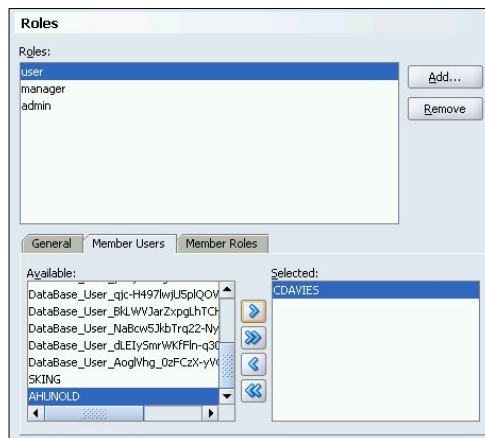 Roles
Roles:
user
manager
admin
Add...
Remove
General
Member Users
Member Roles
Available:
DataBase_User_qjc-H497lwjU5plQOV
DataBase_User_BkLWVJarZxpgLhTCH
DataBase_User_NaBcw5JkbTrq22-Ny
DataBase_User_dLEIySmrWKfFln-q30
DataBase_User_AoglVhg_0zFCzX-yV
SKING
AHUNOLD
Selected:
CDAVIES